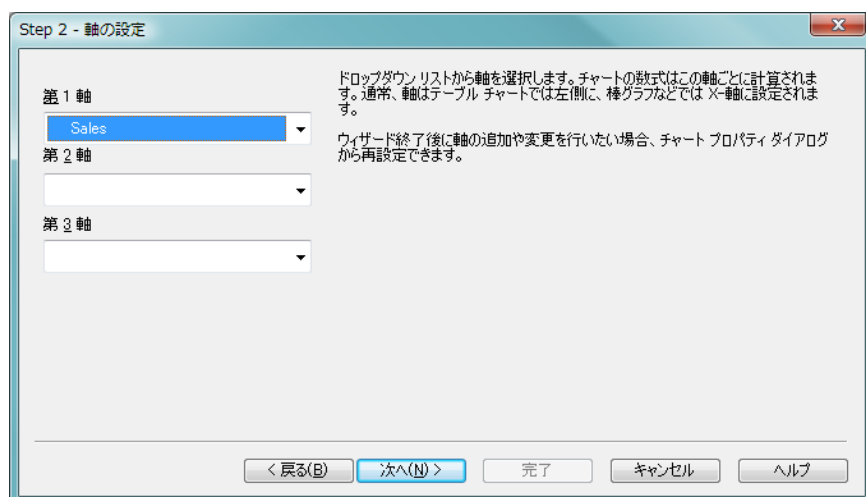 Step 2 - 軸の設定
第 1 軸
Sales
第 2 軸
第 3 軸
ドロップダウン リストから軸を選択します。チャートの数式はこの軸ごとに計算されま
す。通常、軸はテーブル チャートでは左側に、棒グラフなどでは X-軸に設定されま
す。
ウィザード終了後に軸の追加や変更を行いたい場合、チャート プロパティ ダイアログ
から再設定できます。
< 戻る(B)
次へ(N) >
完了
キャンセル
ヘルプ